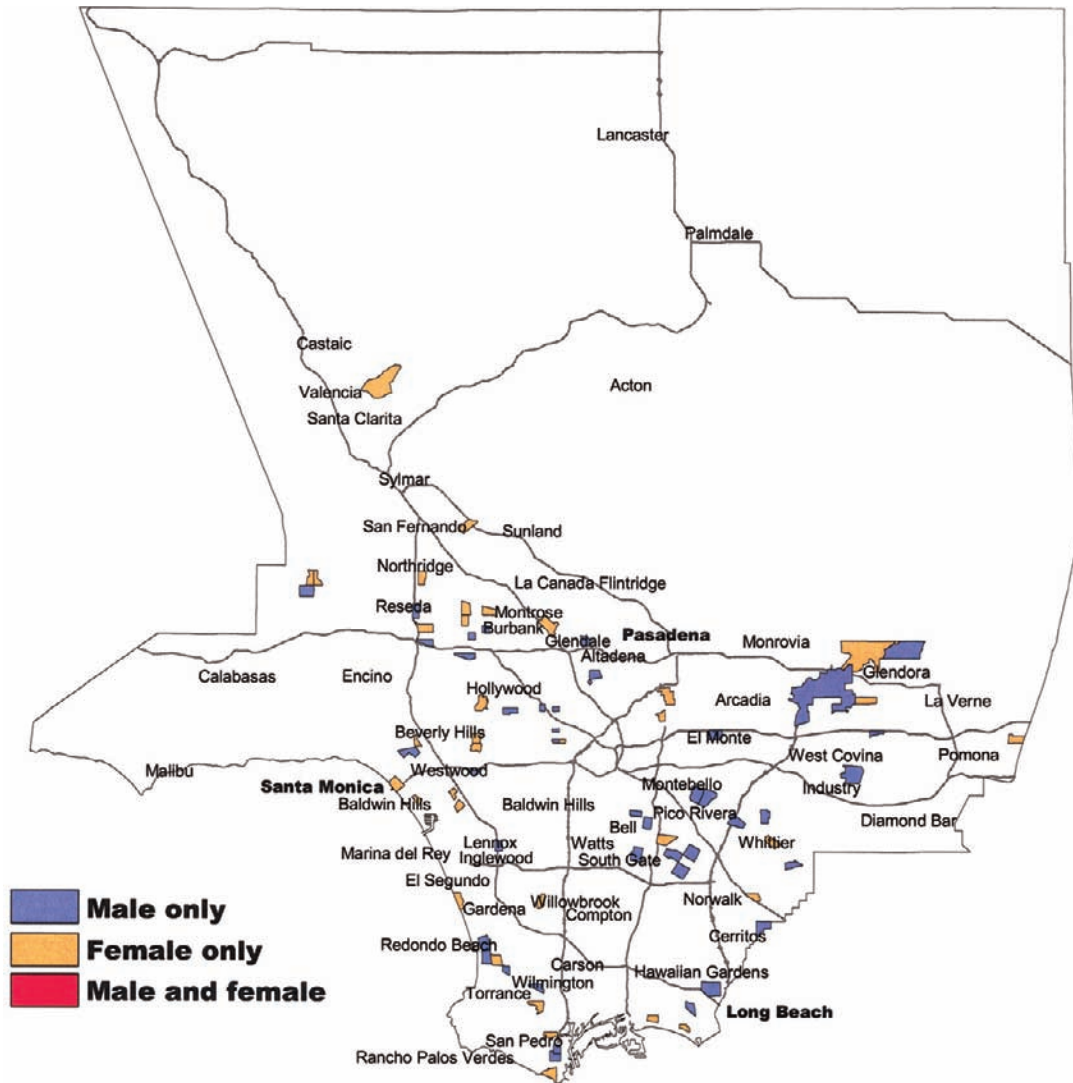 Lancaster
Palmdale
Castaic
Valencia
Acton
Santa Clarita
Sylmar
San Fernando
Sunland
Northridge
La Canada Flintridge
Reseda
Montrose
Burbank
Glendale
Pasadena
Monrovia
Altadena
Calabasas
Encino
Glendora
Hollywood
Arcadia
La Verne
Beverly Hills
El Monte
West Covina
Pomona
Malibu
Westwood
Santa Monica
Montebello
Industry
Baldwin Hills
Baldwin Hills
Pico Rivera
Diamond Bar
Bell
Lennox
Watts
Whittier
Marina del Rey
Inglewood
South Gate
El Segundo
Gardena
Willowbrook
Compton
Norwalk
Redondo Beach
Cerritos
Carson
Hawaiian Gardens
Wilmington
Torrance
Long Beach
San Pedro
Rancho Palos Verdes
Male only
Female only
Male and female